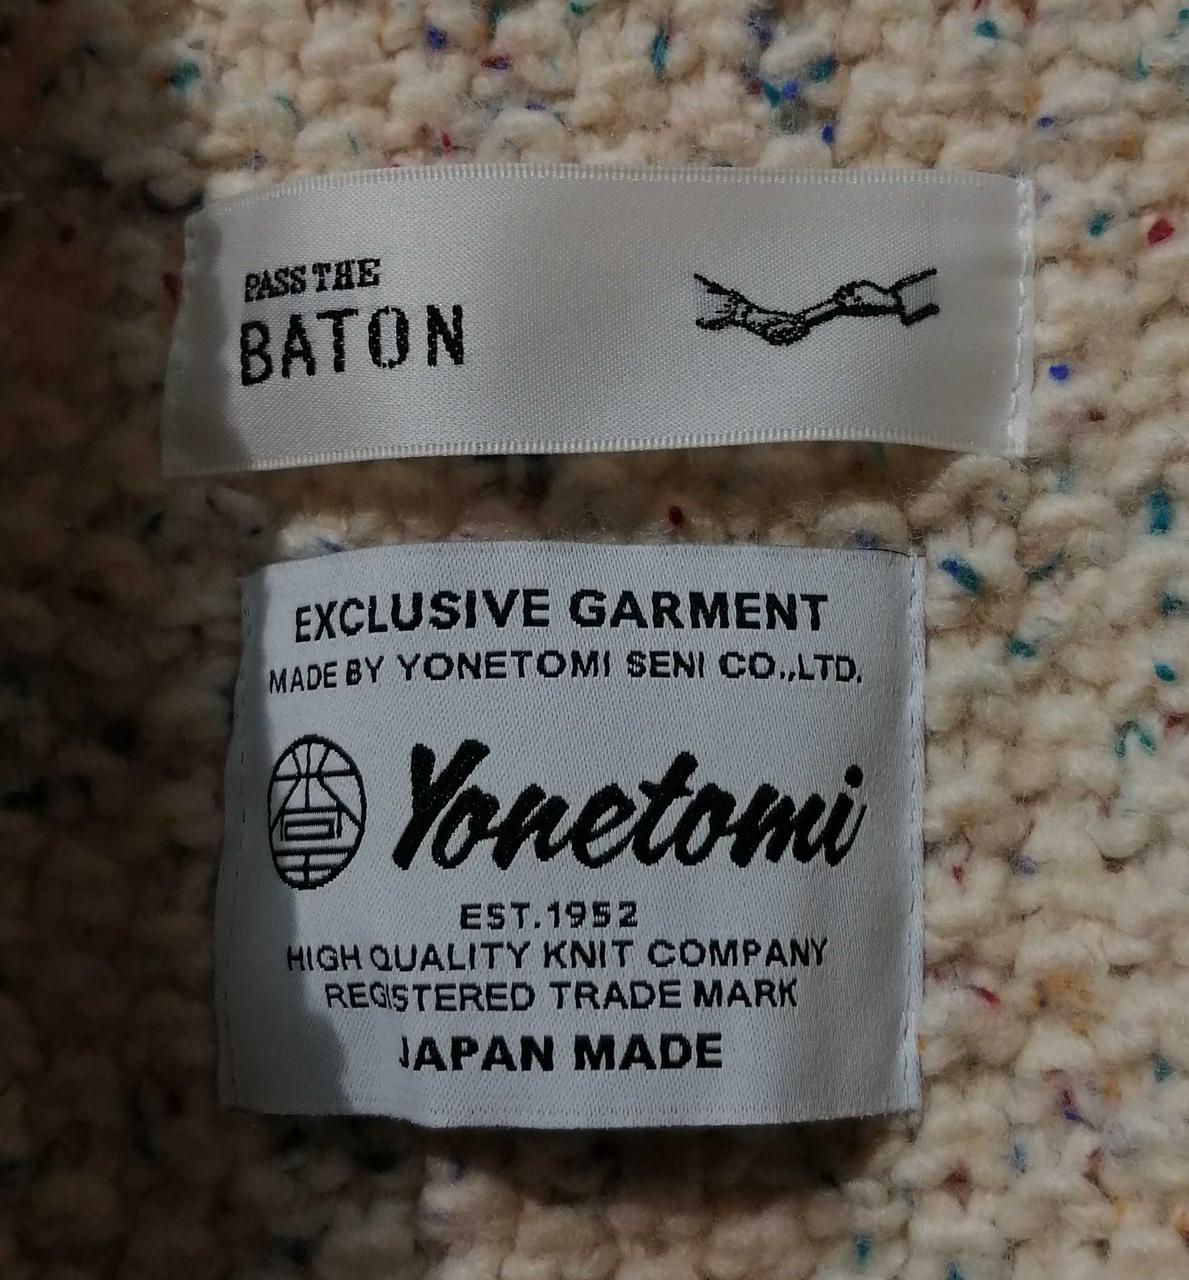 PASS THE
BATON
EXCLUSIVE GARMENT
MADE BY YONETOMI SENI CO.,LTD.
Yonetomi
EST.1952
HIGH QUALITY KNIT COMPANY
REGISTERED TRADE MARK
JAPAN MADE